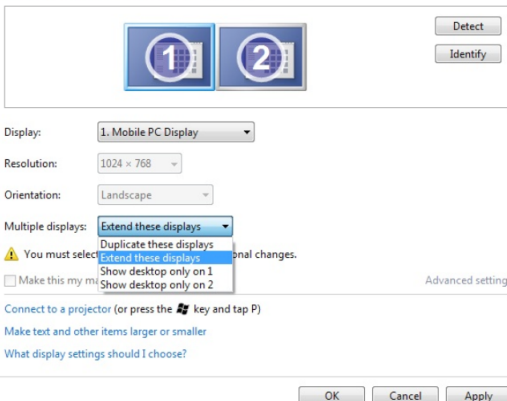 1
2
Detect
Identify
Display: 1. Mobile PC Display
Resolution: 1024 × 768
Orientation: Landscape
Multiple displays: Extend these displays
Duplicate these displays
Extend these displays
Show desktop only on 1
Show desktop only on 2
You must select onal changes.
Make this my ma
Advanced setting
Connect to a projector (or press the key and tap P)
Make text and other items larger or smaller
What display settings should I choose?
OK Cancel Apply